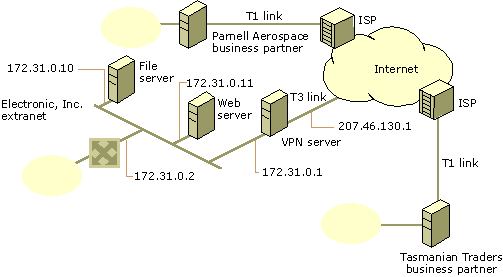 T1 link
ISP
Parnell Aerospace
business partner
172.31.0.10
File
server
Internet
172.31.0.11
Electronic, Inc.
extranet
Web
server
T3 link
ISP
207.46.130.1
VPN server
T1 link
172.31.0.2
172.31.0.1
Tasmanian Traders
business partner